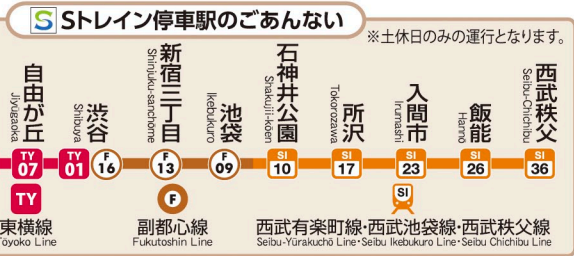 S Sトレイン停車駅のごあんない
※土休日のみの運行となります。
自由が丘
Jiyūgaoka
TY
07
渋谷
Shibuya
TY
01
F
16
新宿三丁目
Shinjuku-sanchōme
F
13
池袋
Ikebukuro
F
09
石神井公園
Shakujii-kōen
SI
10
所沢
Tokorozawa
SI
17
入間市
Irumashi
SI
23
飯能
Hannō
SI
26
西武秩父
Seibu-Chichibu
SI
36
TY
東横線
Tōyoko Line
F
副都心線
Fukutoshin Line
SI
西武有楽町線・西武池袋線・西武秩父線
Seibu-Yūrakuchō Line・Seibu Ikebukuro Line・Seibu Chichibu Line